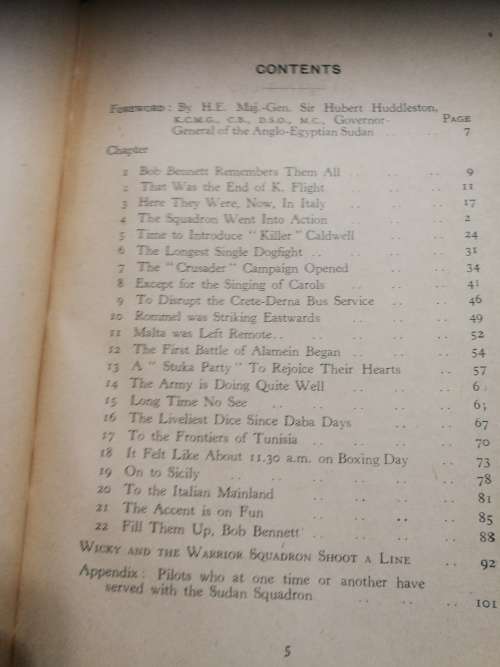 CONTENTS
FOREWORD: By H.E. Maj.-Gen. Sir Hubert Huddleston,
K.C.M.G., C.B., D.S.O., M.C., Governor- PAGE
General of the Anglo-Egyptian Sudan .. .. 7
Chapter
1 Bob Bennett Remembers Them All .. .. .. 9
2 That Was the End of K. Flight .. .. .. 11
3 Here They Were, Now, In Italy .. .. .. 17
4 The Squadron Went Into Action .. .. .. 2
5 Time to Introduce "Killer" Caldwell .. .. 24
6 The Longest Single Dogfight .. .. .. .. 31
7 The "Crusader" Campaign Opened .. .. 34
8 Except for the Singing of Carols .. .. .. 41
9 To Disrupt the Crete-Derna Bus Service .. .. 46
10 Rommel was Striking Eastwards .. .. .. 49
11 Malta was Left Remote.. .. .. .. .. 52
12 The First Battle of Alamein Began .. .. .. 54
13 A "Stuka Party" To Rejoice Their Hearts .. 57
14 The Army is Doing Quite Well .. .. .. 6
15 Long Time No See .. .. .. .. .. 6
16 The Liveliest Dice Since Daba Days .. .. 67
17 To the Frontiers of Tunisia .. .. .. .. 70
18 It Felt Like About 11.30 a.m. on Boxing Day .. 73
19 On to Sicily .. .. .. .. .. .. 78
20 To the Italian Mainland .. .. .. .. 81
21 The Accent is on Fun .. .. .. .. 85
22 Fill Them Up, Bob Bennett .. .. .. .. 88
WICKY AND THE WARRIOR SQUADRON SHOOT A LINE .. 92
Appendix: Pilots who at one time or another have
served with the Sudan Squadron .. .. .. 101
5